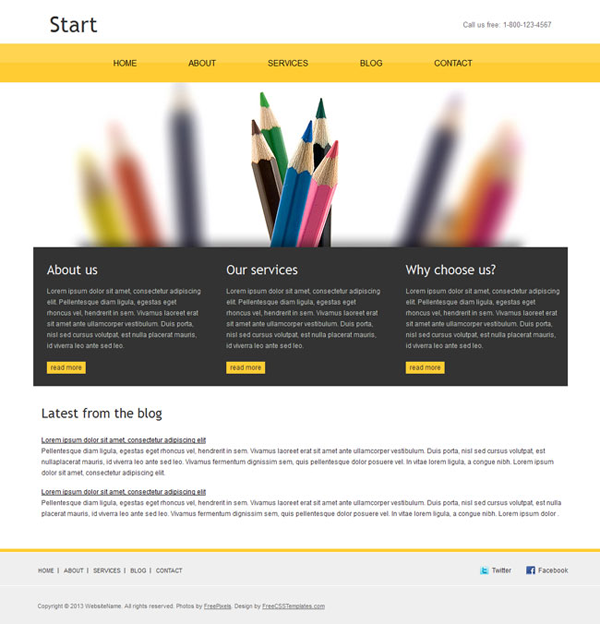 Start
Call us free: 1-800-123-4567
HOME ABOUT SERVICES BLOG CONTACT
About us
Lorem ipsum dolor sit amet, consectetur adipiscing
elit. Pellentesque diam ligula, egestas eget
rhoncus vel, hendrerit in sem. Vivamus laoreet erat
sit amet ante ullamcorper vestibulum. Duis porta,
nisl sed cursus volutpat, est nulla placerat mauris,
id viverra leo ante sed leo.
read more
Our services
Lorem ipsum dolor sit amet, consectetur adipiscing
elit. Pellentesque diam ligula, egestas eget
rhoncus vel, hendrerit in sem. Vivamus laoreet erat
sit amet ante ullamcorper vestibulum. Duis porta,
nisl sed cursus volutpat, est nulla placerat mauris,
id viverra leo ante sed leo.
read more
Why choose us?
Lorem ipsum dolor sit amet, consectetur adipiscing
elit. Pellentesque diam ligula, egestas eget
rhoncus vel, hendrerit in sem. Vivamus laoreet erat
sit amet ante ullamcorper vestibulum. Duis porta,
nisl sed cursus volutpat, est nulla placerat mauris,
id viverra leo ante sed leo.
read more
Latest from the blog
Lorem ipsum dolor sit amet, consectetur adipiscing elit
Pellentesque diam ligula, egestas eget rhoncus vel, hendrerit in sem. Vivamus laoreet erat sit amet ante ullamcorper vestibulum. Duis porta, nisl sed cursus volutpat, est
nullaplacerat mauris, id viverra leo ante sed leo. Vivamus fermentum dignissim sem, quis pellentesque dolor posuere vel. In vitae lorem ligula, a congue nibh. Lorem ipsum
dolor sit amet, consectetur adipiscing elit.
Lorem ipsum dolor sit amet, consectetur adipiscing elit
Pellentesque diam ligula, egestas eget rhoncus vel, hendrerit in sem. Vivamus laoreet erat sit amet ante ullamcorper vestibulum. Duis porta, nisl sed cursus volutpat, est nulla
placerat mauris, id viverra leo ante sed leo. Vivamus fermentum dignissim sem, quis pellentesque dolor posuere vel. In vitae lorem ligula, a congue nibh. Lorem ipsum dolor .
HOME | ABOUT | SERVICES | BLOG | CONTACT
Twitter Facebook
Copyright © 2013 WebsiteName. All rights reserved. Photos by FreePixels. Design by FreeCSSTemplates.com